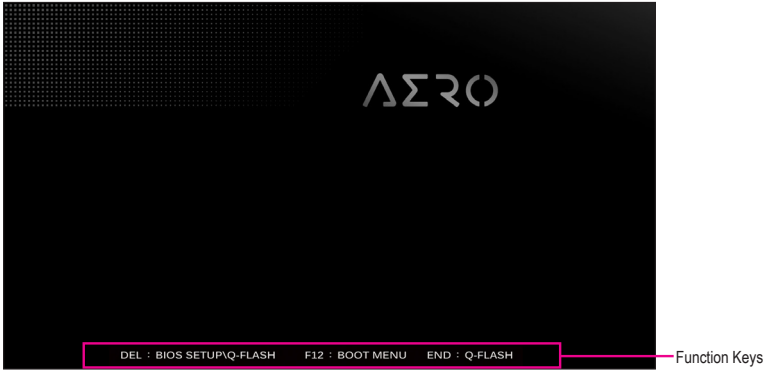 AERO
DEL : BIOS SETUP\Q-FLASH F12 : BOOT MENU END : Q-FLASH
Function Keys